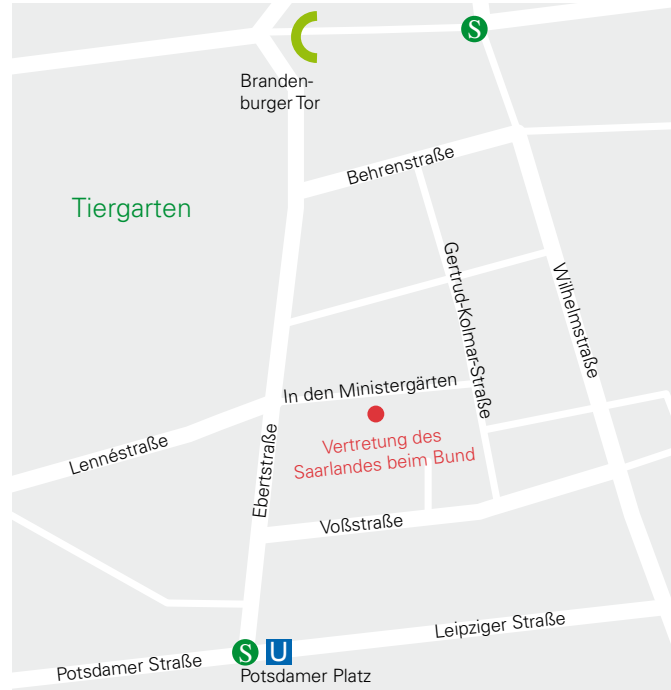 S
Branden-
burger Tor
Behrenstraße
Tiergarten
Gertrud-Kolmar-Straße
Wilhelmstraße
In den Ministergärten
Vertretung des
Saarlandes beim Bund
Lennéstraße
Ebertstraße
Voßstraße
Leipziger Straße
S U
Potsdamer Straße
Potsdamer Platz